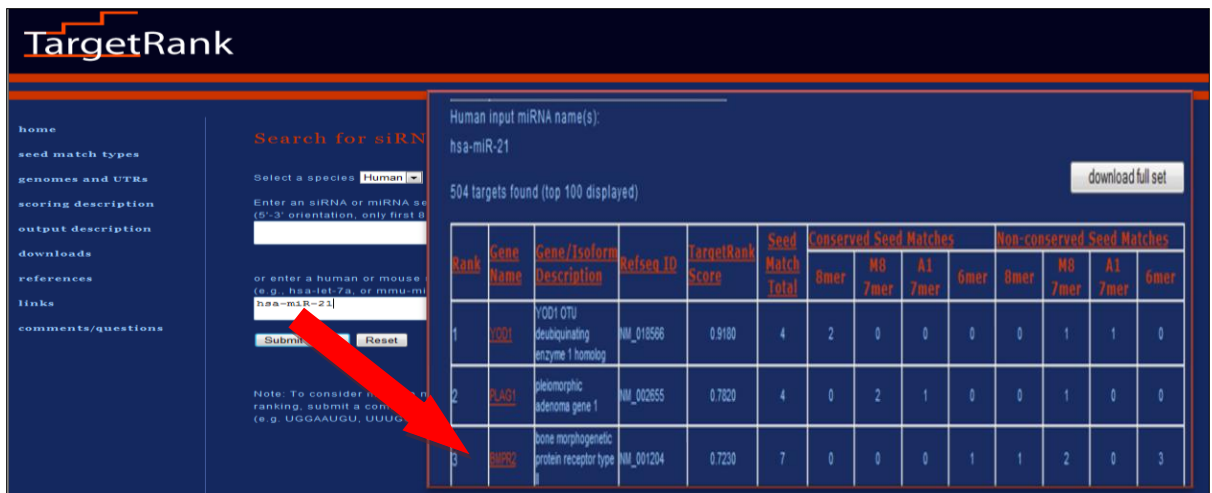 TargetRank
home
seed match types
genomes and UTRs
scoring description
output description
downloads
references
links
comments/questions
Search for siRN
Select a species Human
Enter an siRNA or miRNA se
(5'-3' orientation, only first 8
or enter a human or mouse
(e.g., hsa-let-7a, or mmu-mi
hsa-miR-21
Submit Reset
Note: To consider
ranking, submit a
(e.g. UGGAAUGU,
Human input miRNA name(s):
hsa-miR-21
504 targets found (top 100 displayed)
download full set
Rank Gene Name Gene/Isoform Description Refseq ID TargetRank Score Seed Match Total Conserved Seed Matches Non-conserved Seed Matches
8mer M8 7mer A1 7mer 6mer 8mer M8 7mer A1 7mer 6mer
1 YOD1 YOD1 OTU deubiquinating enzyme 1 homolog NM_018566 0.9180 4 2 0 0 0 0 1 1 0
2 PLAG1 pleiomorphic adenoma gene 1 NM_002655 0.7820 4 0 2 1 0 0 1 0 0
3 BMPR2 bone morphogenetic protein receptor type II NM_001204 0.7230 7 0 0 0 1 1 2 0 3